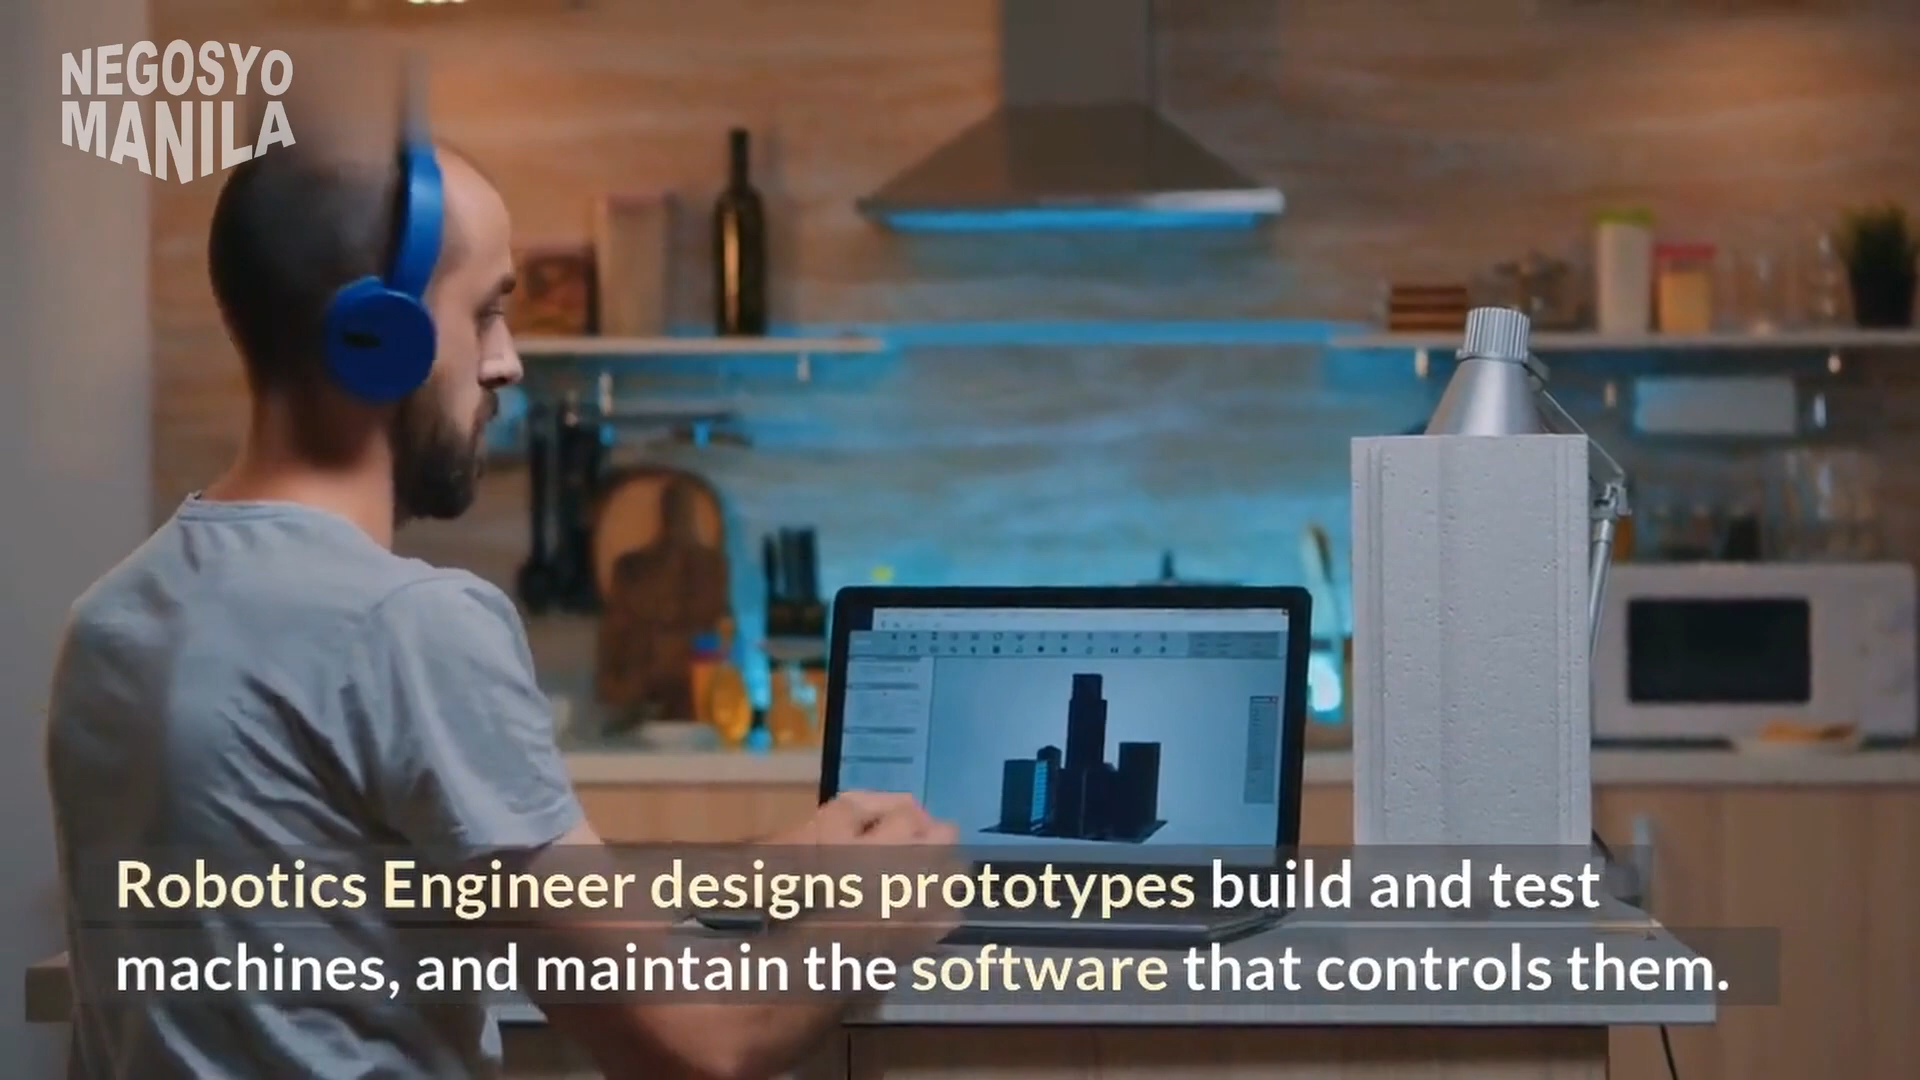 NEGOSYO
MANILA
Robotics Engineer designs prototypes build and test
machines, and maintain the software that controls them.